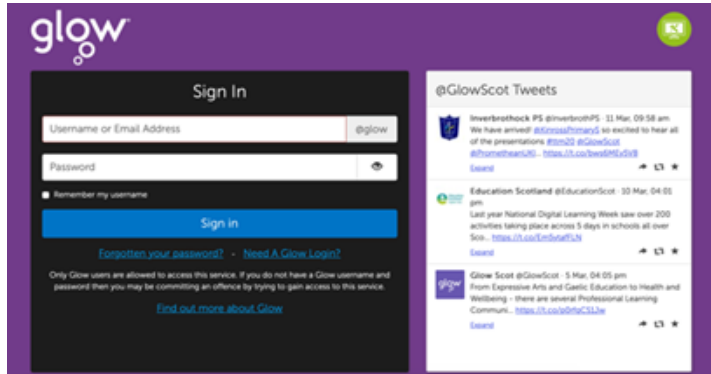 glow
Sign In
Username or Email Address
@glow
Password
Remember my username
Sign in
Forgotten your password? - Need A Glow Login?
Only Glow users are allowed to access this service. If you do not have a Glow username and
password then you may be committing an offence by trying to gain access to this service.
Find out more about Glow
@GlowScot Tweets
Inverbrothock PS @InverbrothPS · 11 Mar, 09:58 am
We have arrived! @KinrossPrimaryS so excited to hear all
of the presentations #ttm20 @GlowScot
@PrometheanUKI...
Expand
Education Scotland @EducationScot · 10 Mar, 04:01
pm
Last year National Digital Learning Week saw over 200
activities taking place across 5 days in schools all over
Sco...
Expand
glow
Glow Scot @GlowScot · 5 Mar, 04:05 pm
From Expressive Arts and Gaelic Education to Health and
Wellbeing - there are several Professional Learning
Communi...
Expand